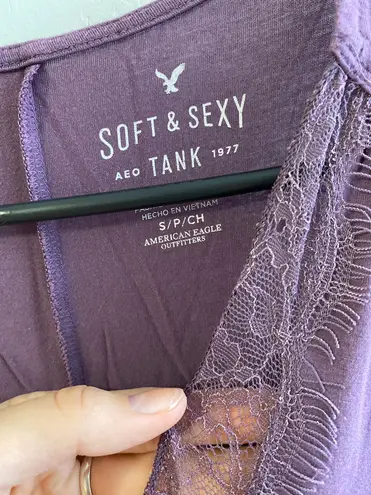 SOFT & SEXY
AEO TANK 1977
HECHO EN VIETNAM
S/P/CH
AMERICAN EAGLE
OUTFITTERS